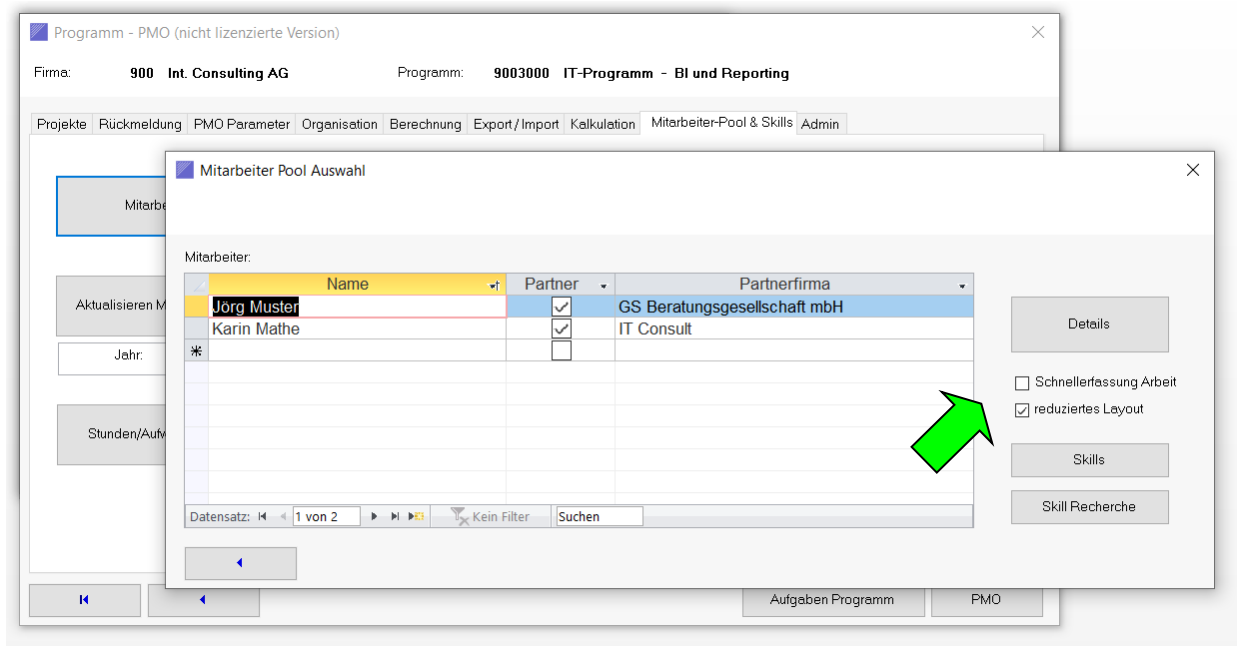 Programm - PMO (nicht lizenzierte Version)
Firma: 900 Int. Consulting AG Programm: 9003000 IT-Programm - BI und Reporting
Projekte Rückmeldung PMO Parameter Organisation Berechnung Export / Import Kalkulation Mitarbeiter-Pool & Skills Admin
Mitarbeiter Pool Auswahl
Mitarbeiter:
Name Partner Partnerfirma
Jörg Muster GS Beratungsgesellschaft mbH
Karin Mathe IT Consult
Aktualisieren M
Jahr:
Stunden/Aufw
Details
Schnellerfassung Arbeit
reduziertes Layout
Skills
Skill Recherche
Datensatz: 1 von 2 Kein Filter Suchen
Aufgaben Programm PMO